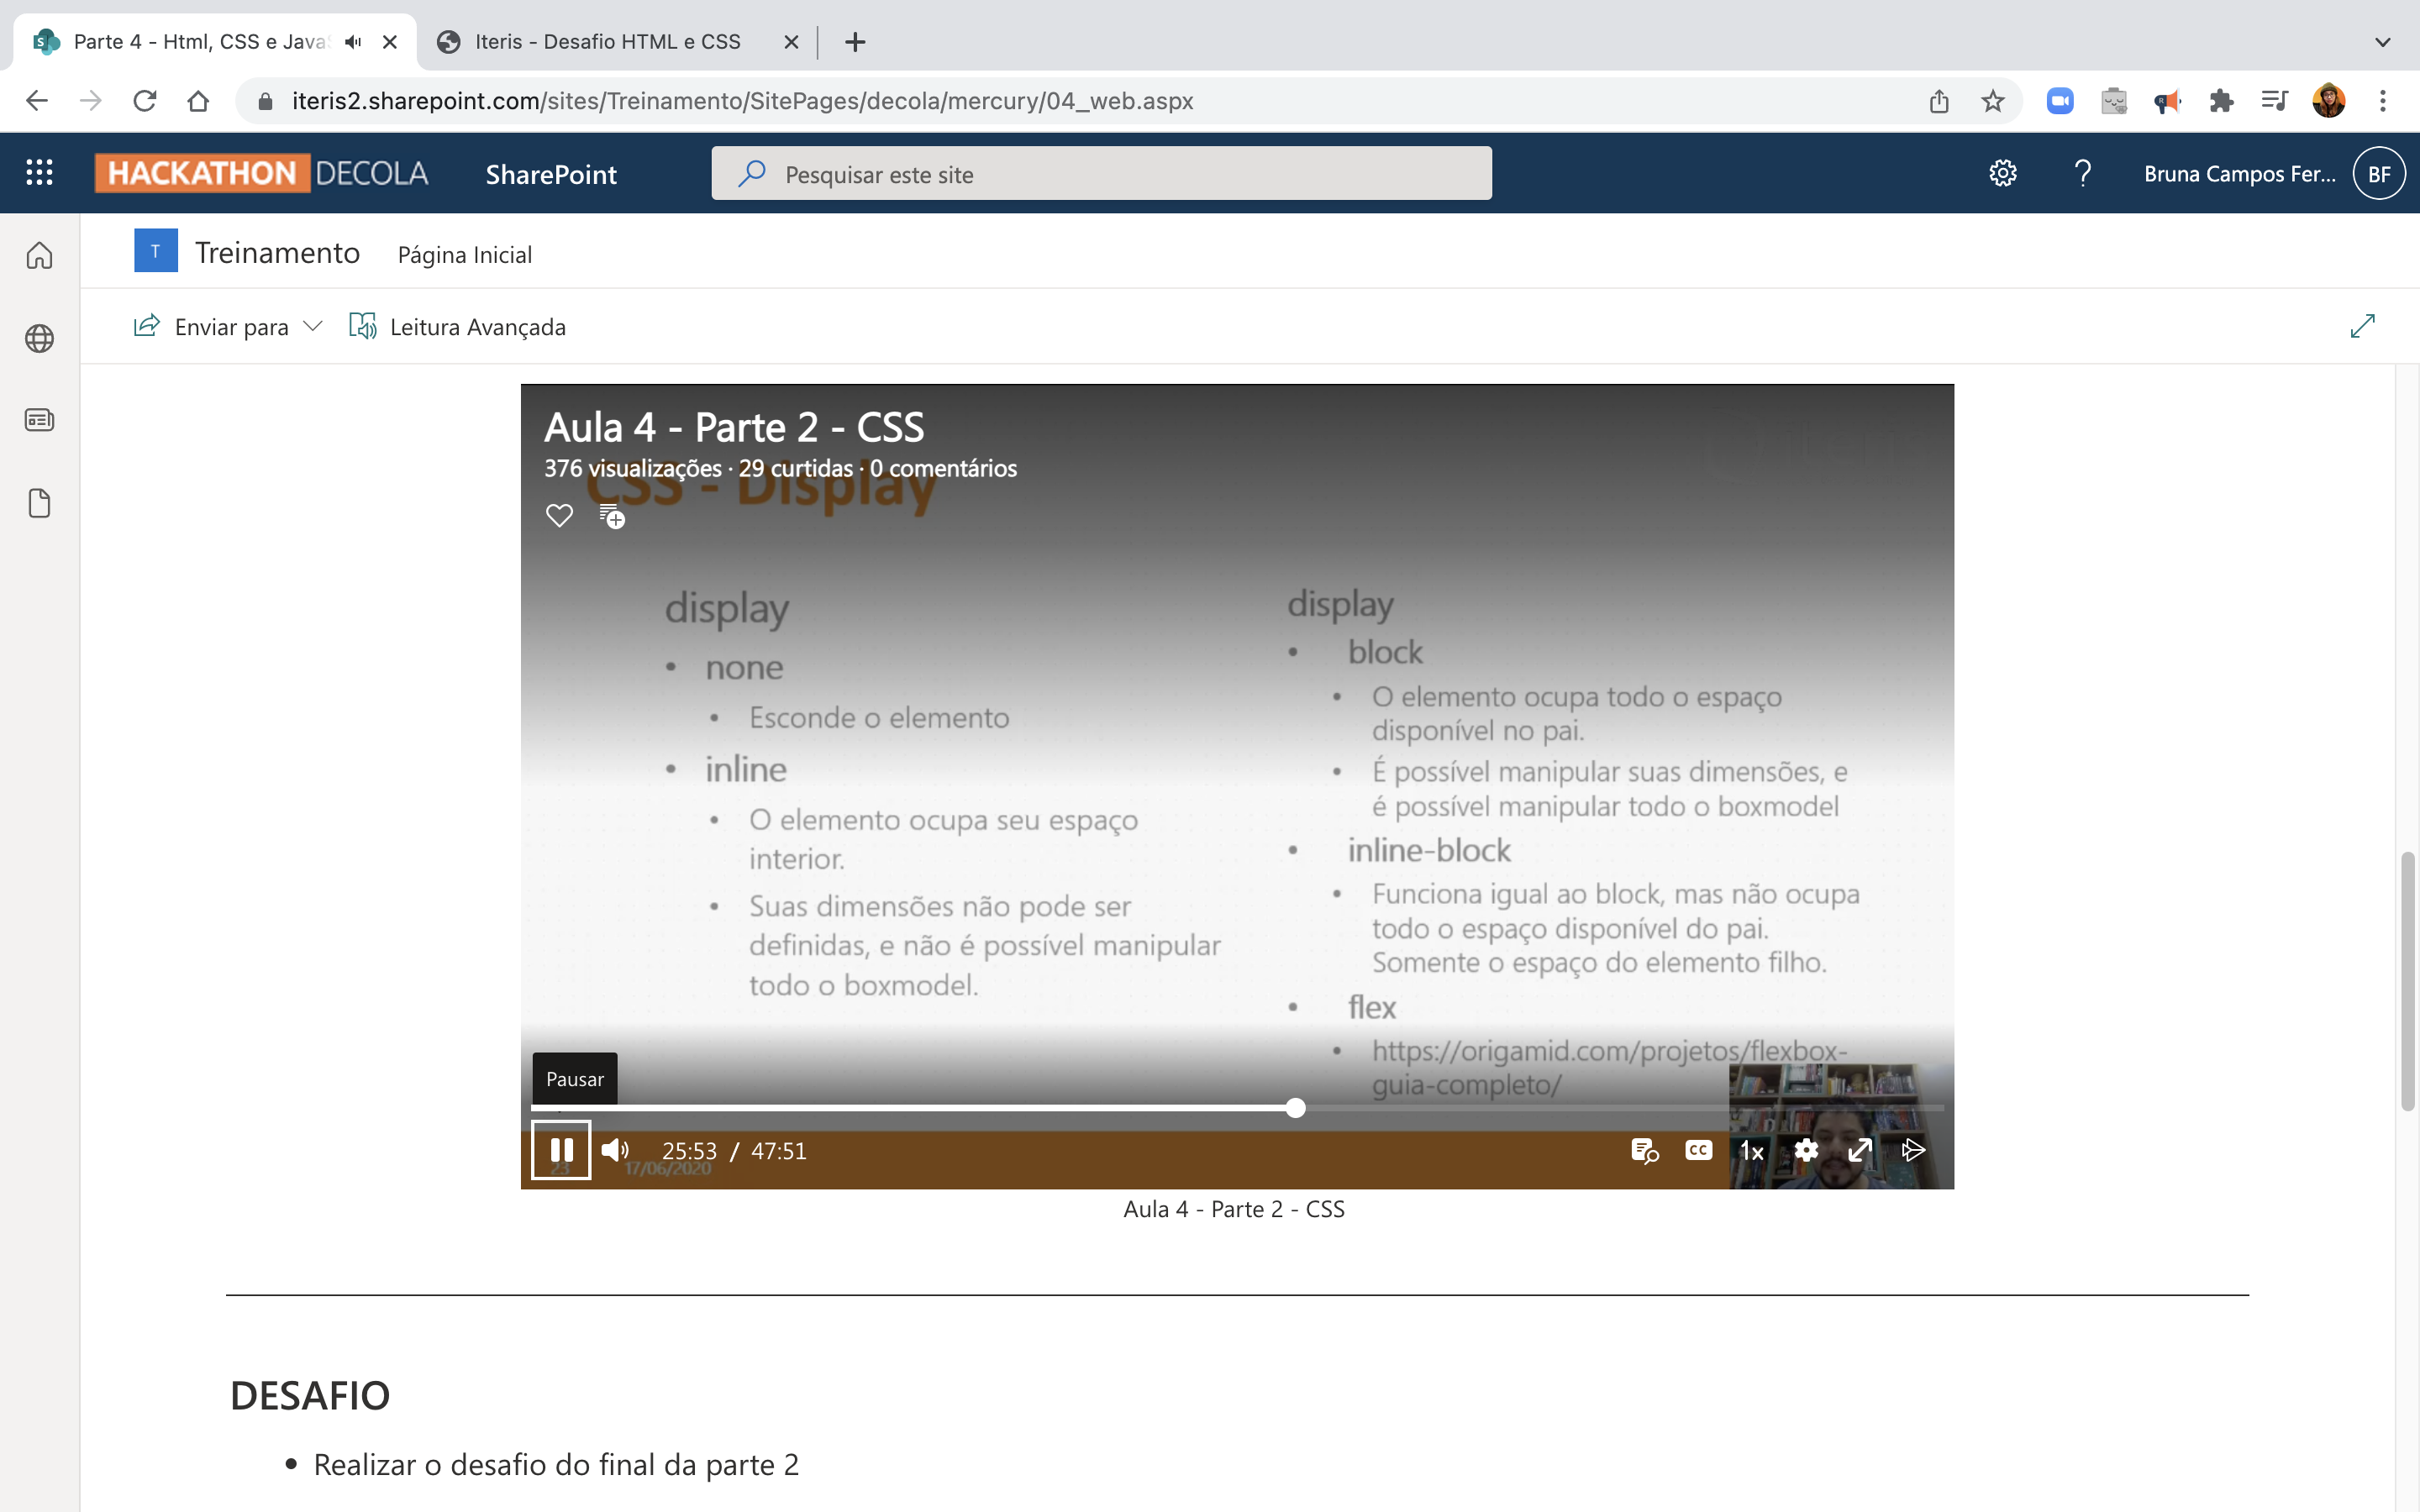 Parte 4 - Html, CSS e Java
Iteris - Desafio HTML e CSS
iteris2.sharepoint.com/sites/Treinamento/SitePages/decola/mercury/04_web.aspx
HACKATHON DECOLA
SharePoint
Pesquisar este site
Bruna Campos Fer...
BF
T
Treinamento
Página Inicial
Enviar para
Leitura Avançada
Aula 4 - Parte 2 - CSS
376 visualizações · 29 curtidas · 0 comentários
CSS - Display
display
• none
• Esconde o elemento
• inline
• O elemento ocupa seu espaço
interior.
• Suas dimensões não pode ser
definidas, e não é possível manipular
todo o boxmodel.
display
• block
• O elemento ocupa todo o espaço
disponível no pai.
• É possível manipular suas dimensões, e
é possível manipular todo o boxmodel
• inline-block
• Funciona igual ao block, mas não ocupa
todo o espaço disponível do pai.
Somente o espaço do elemento filho.
• flex
• https://origamid.com/projetos/flexbox-
guia-completo/
Pausar
25:53 / 47:51
CC
1x
23
17/06/2020
Aula 4 - Parte 2 - CSS
DESAFIO
• Realizar o desafio do final da parte 2